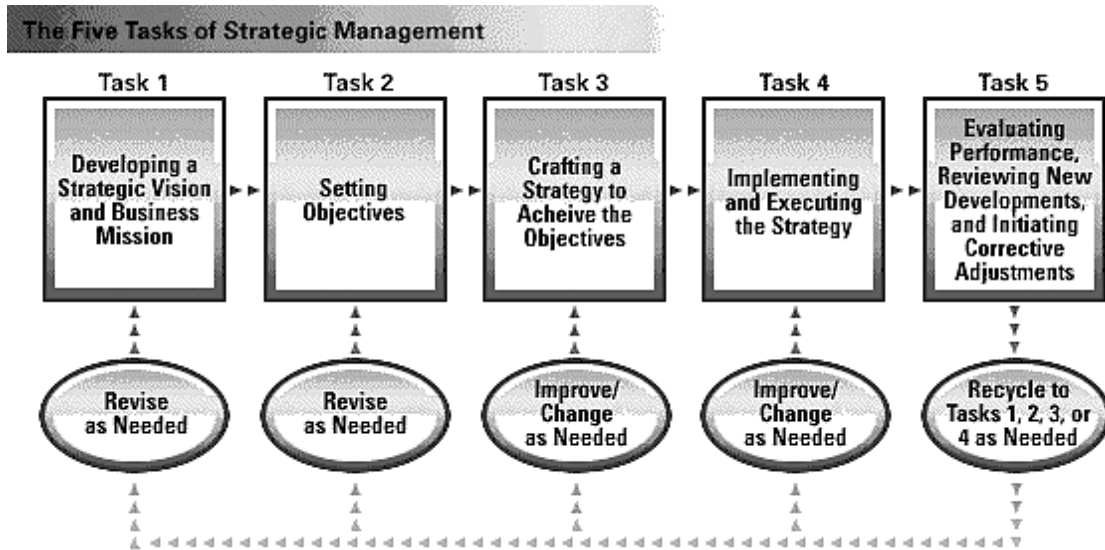 The Five Tasks of Strategic Management
Task 1
Developing a
Strategic Vision
and Business
Mission
Task 2
Setting
Objectives
Task 3
Crafting a
Strategy to
Acheive the
Objectives
Task 4
Implementing
and Executing
the Strategy
Task 5
Evaluating
Performance,
Reviewing New
Developments,
and Initiating
Corrective
Adjustments
Revise
as Needed
Revise
as Needed
Improve/
Change
as Needed
Improve/
Change
as Needed
Recycle to
Tasks 1, 2, 3, or
4 as Needed